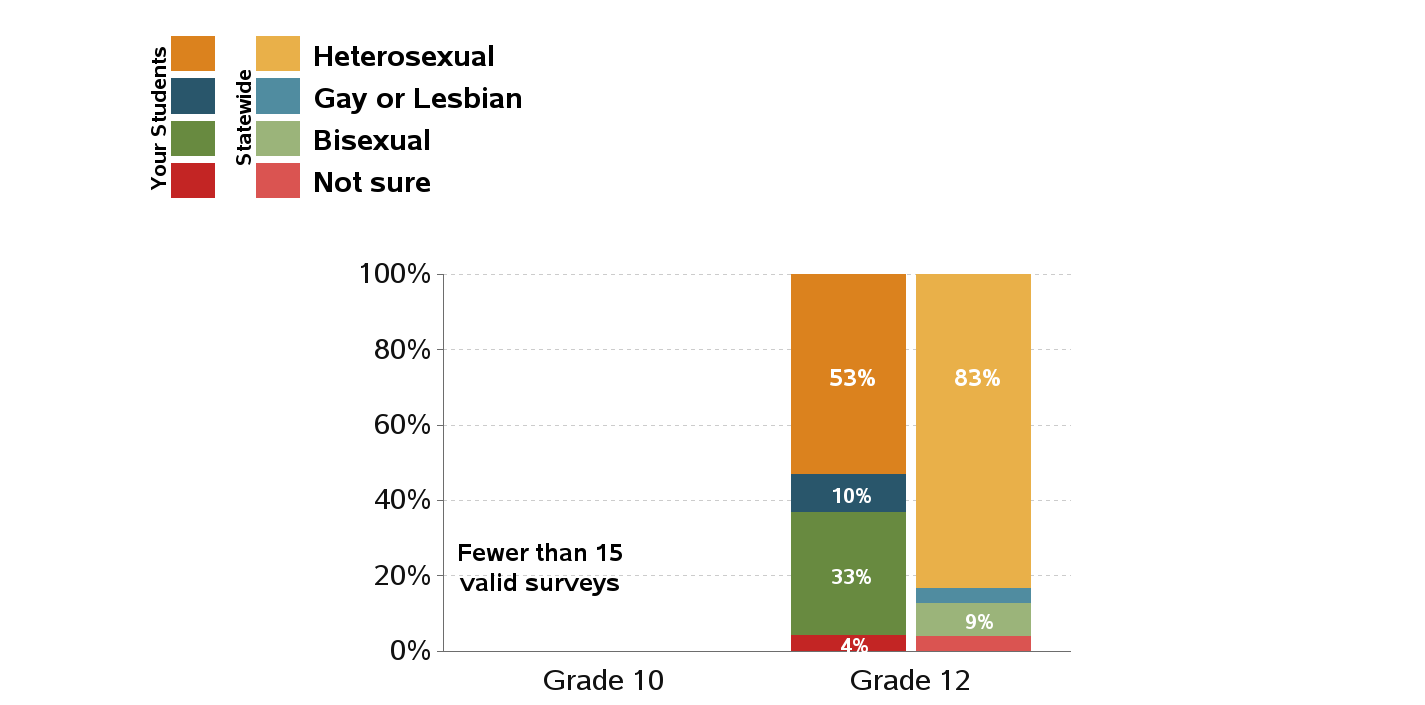 Your Students
Statewide
Heterosexual
Gay or Lesbian
Bisexual
Not sure
100%
80%
60%
40%
20%
0%
53%
83%
10%
33%
9%
4%
Fewer than 15
valid surveys
Grade 10
Grade 12